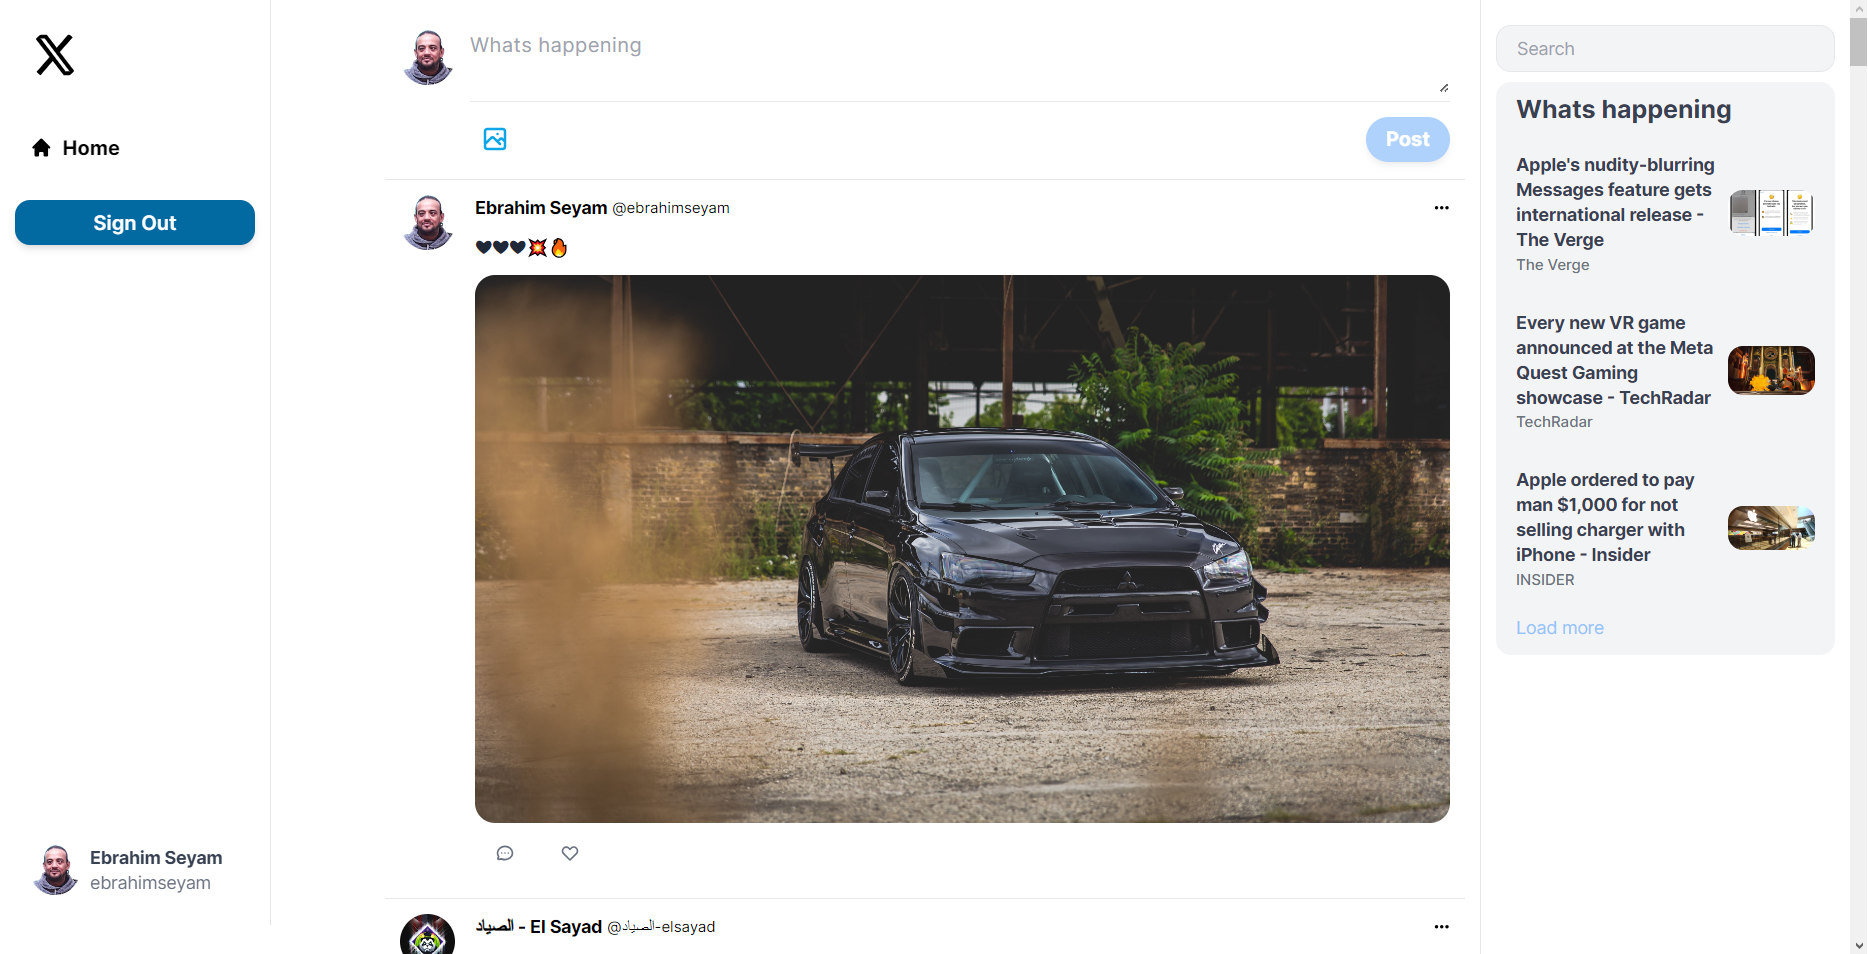 Home
Sign Out
Ebrahim Seyam
ebrahimseyam
Whats happening
Post
Ebrahim Seyam @ebrahimseyam
🖤🖤🖤💥🔥
الصياد - El Sayad @الصياد-elsayad
Search
Whats happening
Apple's nudity-blurring
Messages feature gets
international release -
The Verge
The Verge
Every new VR game
announced at the Meta
Quest Gaming
showcase - TechRadar
TechRadar
Apple ordered to pay
man $1,000 for not
selling charger with
iPhone - Insider
INSIDER
Load more